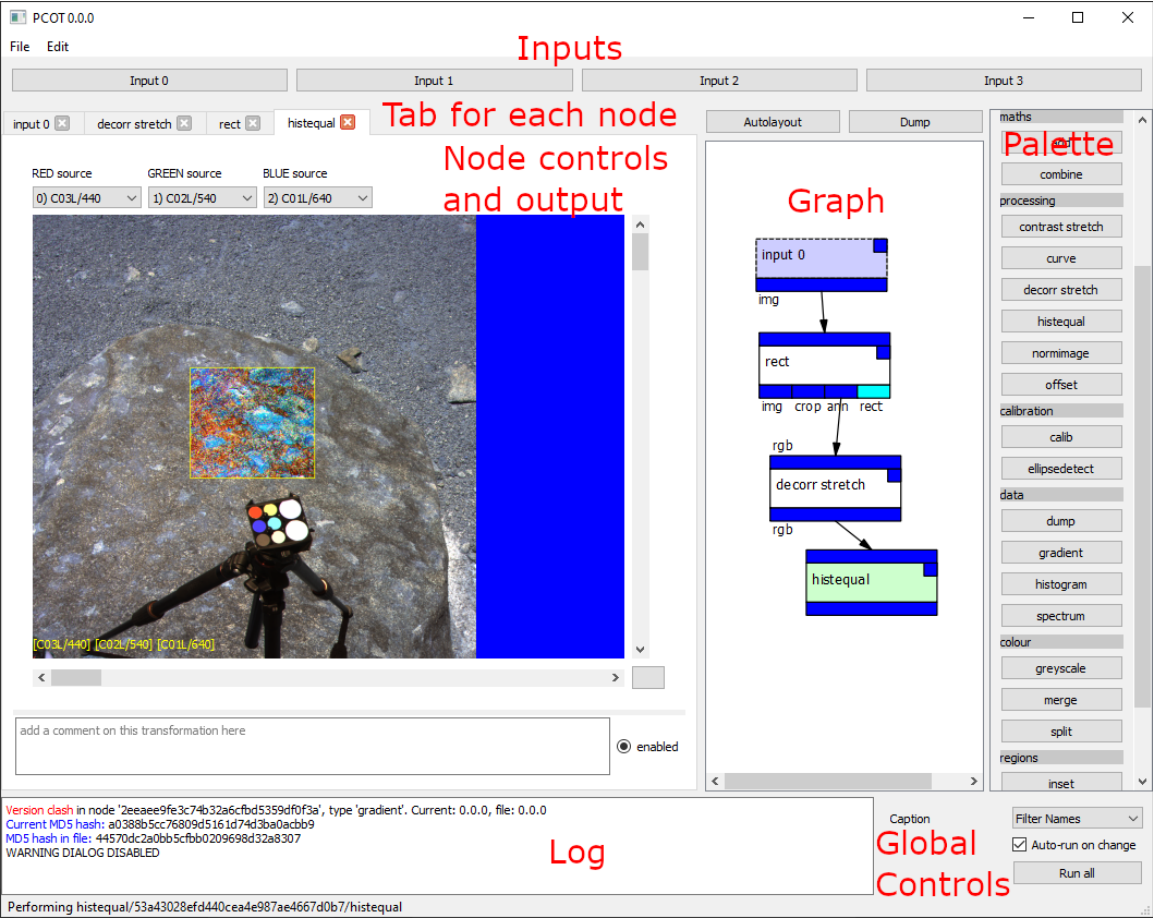 PCOT 0.0.0
File Edit
Inputs
Input 0 Input 1 Input 2 Input 3
input 0 decorr stretch rect histequal
Tab for each node
Autolayout Dump
Node controls
and output
RED source GREEN source BLUE source
0) C03L/440 1) C02L/540 2) C01L/640
[C03L/440] [C02L/540] [C01L/640]
add a comment on this transformation here
enabled
Graph
input 0
img
rect
img crop ann rect
rgb
decorr stretch
rgb
histequal
Palette
maths
add
combine
processing
contrast stretch
curve
decorr stretch
histequal
normimage
offset
calibration
calib
ellipsedetect
data
dump
gradient
histogram
spectrum
colour
greyscale
merge
split
regions
inset
Version clash in node '2eeaee9fe3c74b32a6cfbd5359df0f3a', type 'gradient'. Current: 0.0.0, file: 0.0.0
Current MD5 hash: a0388b5cc76809d5161d74d3ba0acbb9
MD5 hash in file: 44570dc2a0bb5cfbb0209698d32a8307
WARNING DIALOG DISABLED
Log
Caption
Filter Names
Global
Controls
Auto-run on change
Run all
Performing histequal/53a43028efd440cea4e987ae4667d0b7/histequal